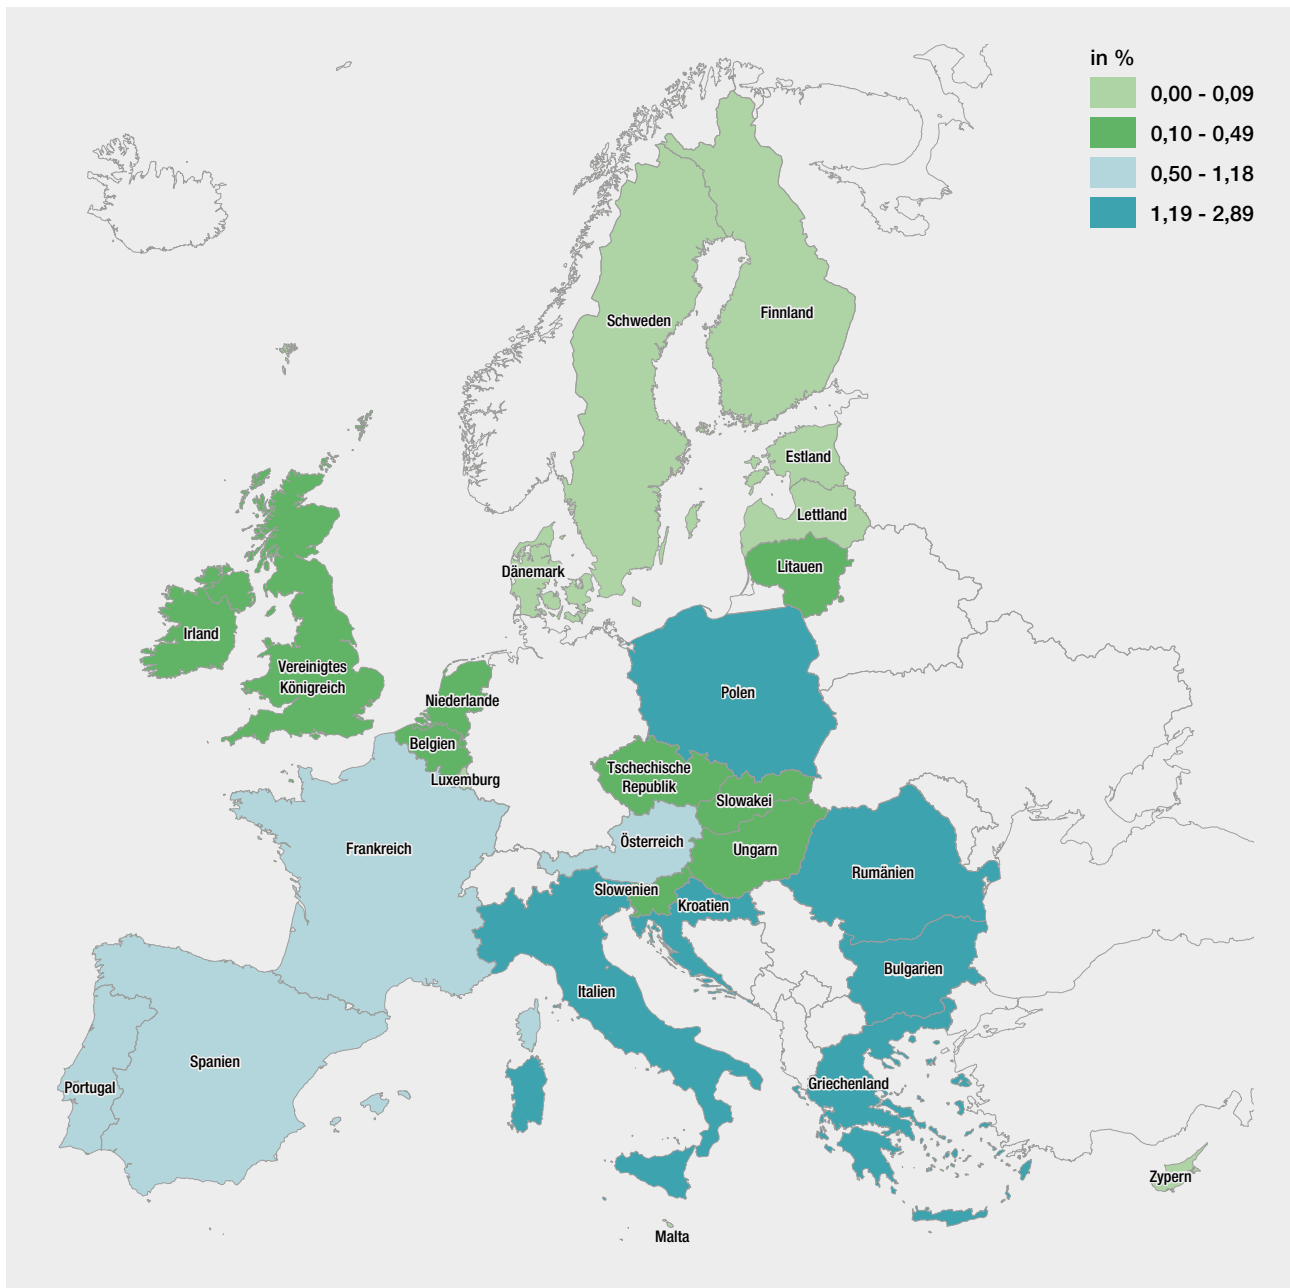 in %
0,00 - 0,09
0,10 - 0,49
0,50 - 1,18
1,19 - 2,89
Schweden
Finnland
Estland
Lettland
Litauen
Dänemark
Irland
Vereinigtes
Königreich
Niederlande
Belgien
Luxemburg
Polen
Tschechische
Republik
Slowakei
Österreich
Ungarn
Frankreich
Slowenien
Kroatien
Rumänien
Bulgarien
Italien
Spanien
Portugal
Griechenland
Zypern
Malta